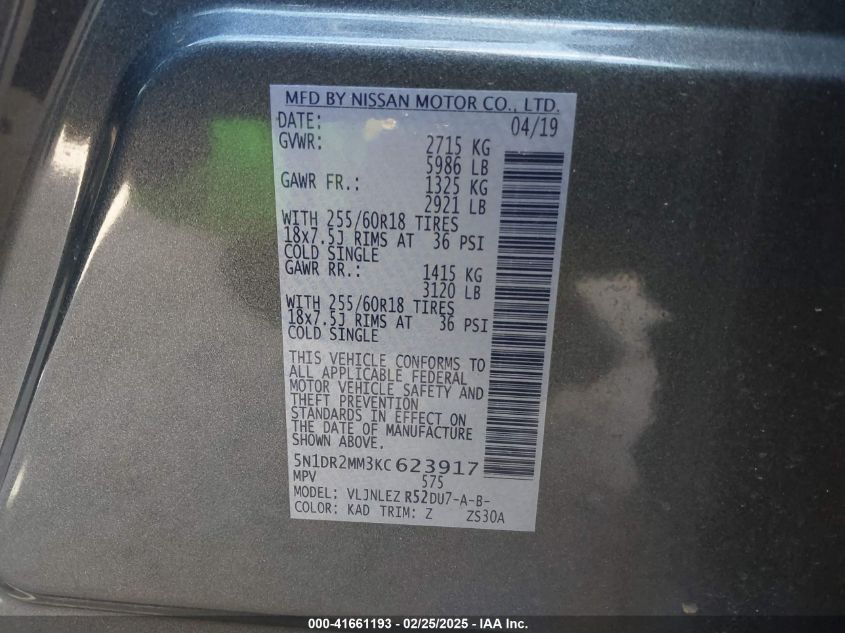 MFD BY NISSAN MOTOR CO., LTD.
DATE: 04/19
GVWR: 2715 KG
5986 LB
GAWR FR.: 1325 KG
2921 LB
WITH 255/60R18 TIRES
18x7.5J RIMS AT 36 PSI
COLD SINGLE
GAWR RR.: 1415 KG
3120 LB
WITH 255/60R18 TIRES
18x7.5J RIMS AT 36 PSI
COLD SINGLE
THIS VEHICLE CONFORMS TO
ALL APPLICABLE FEDERAL
MOTOR VEHICLE SAFETY AND
THEFT PREVENTION
STANDARDS IN EFFECT ON
THE DATE OF MANUFACTURE
SHOWN ABOVE.
5N1DR2MM3KC623917
MPV 575
MODEL: VLJNLEZ R52DU7-A-B-
COLOR: KAD TRIM: Z ZS30A
000-41661193 - 02/25/2025 - IAA Inc.